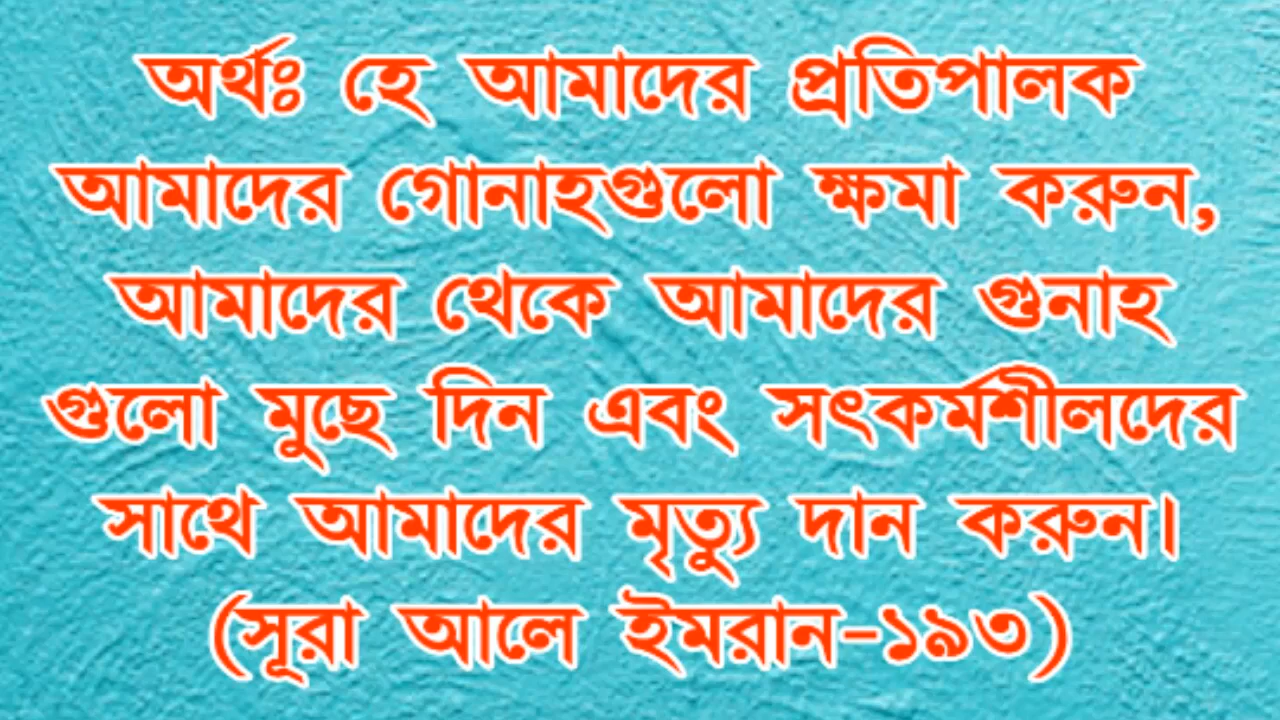 অর্থঃ হে আমাদের প্রতিপালক
আমাদের গোনাহগুলো ক্ষমা করুন,
আমাদের থেকে আমাদের গুনাহ
গুলো মুছে দিন এবং সৎকর্মশীলদের
সাথে আমাদের মৃত্যু দান করুন।
(সূরা আলে ইমরান-১৯৩)